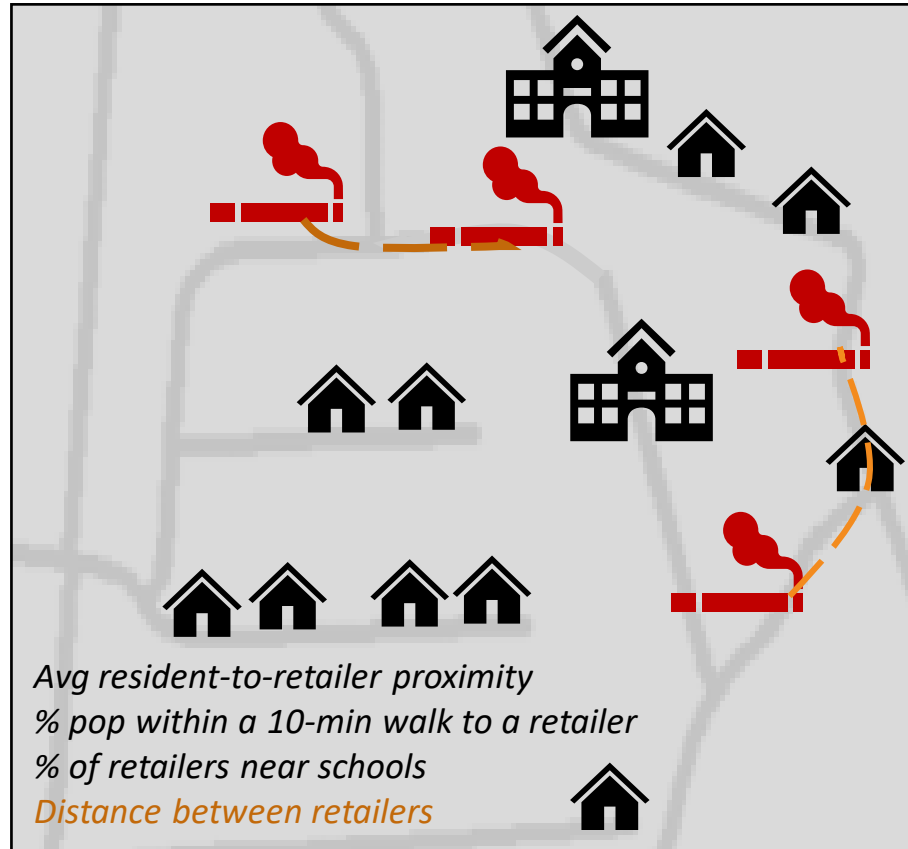 Avg resident-to-retailer proximity
% pop within a 10-min walk to a retailer
% of retailers near schools
Distance between retailers